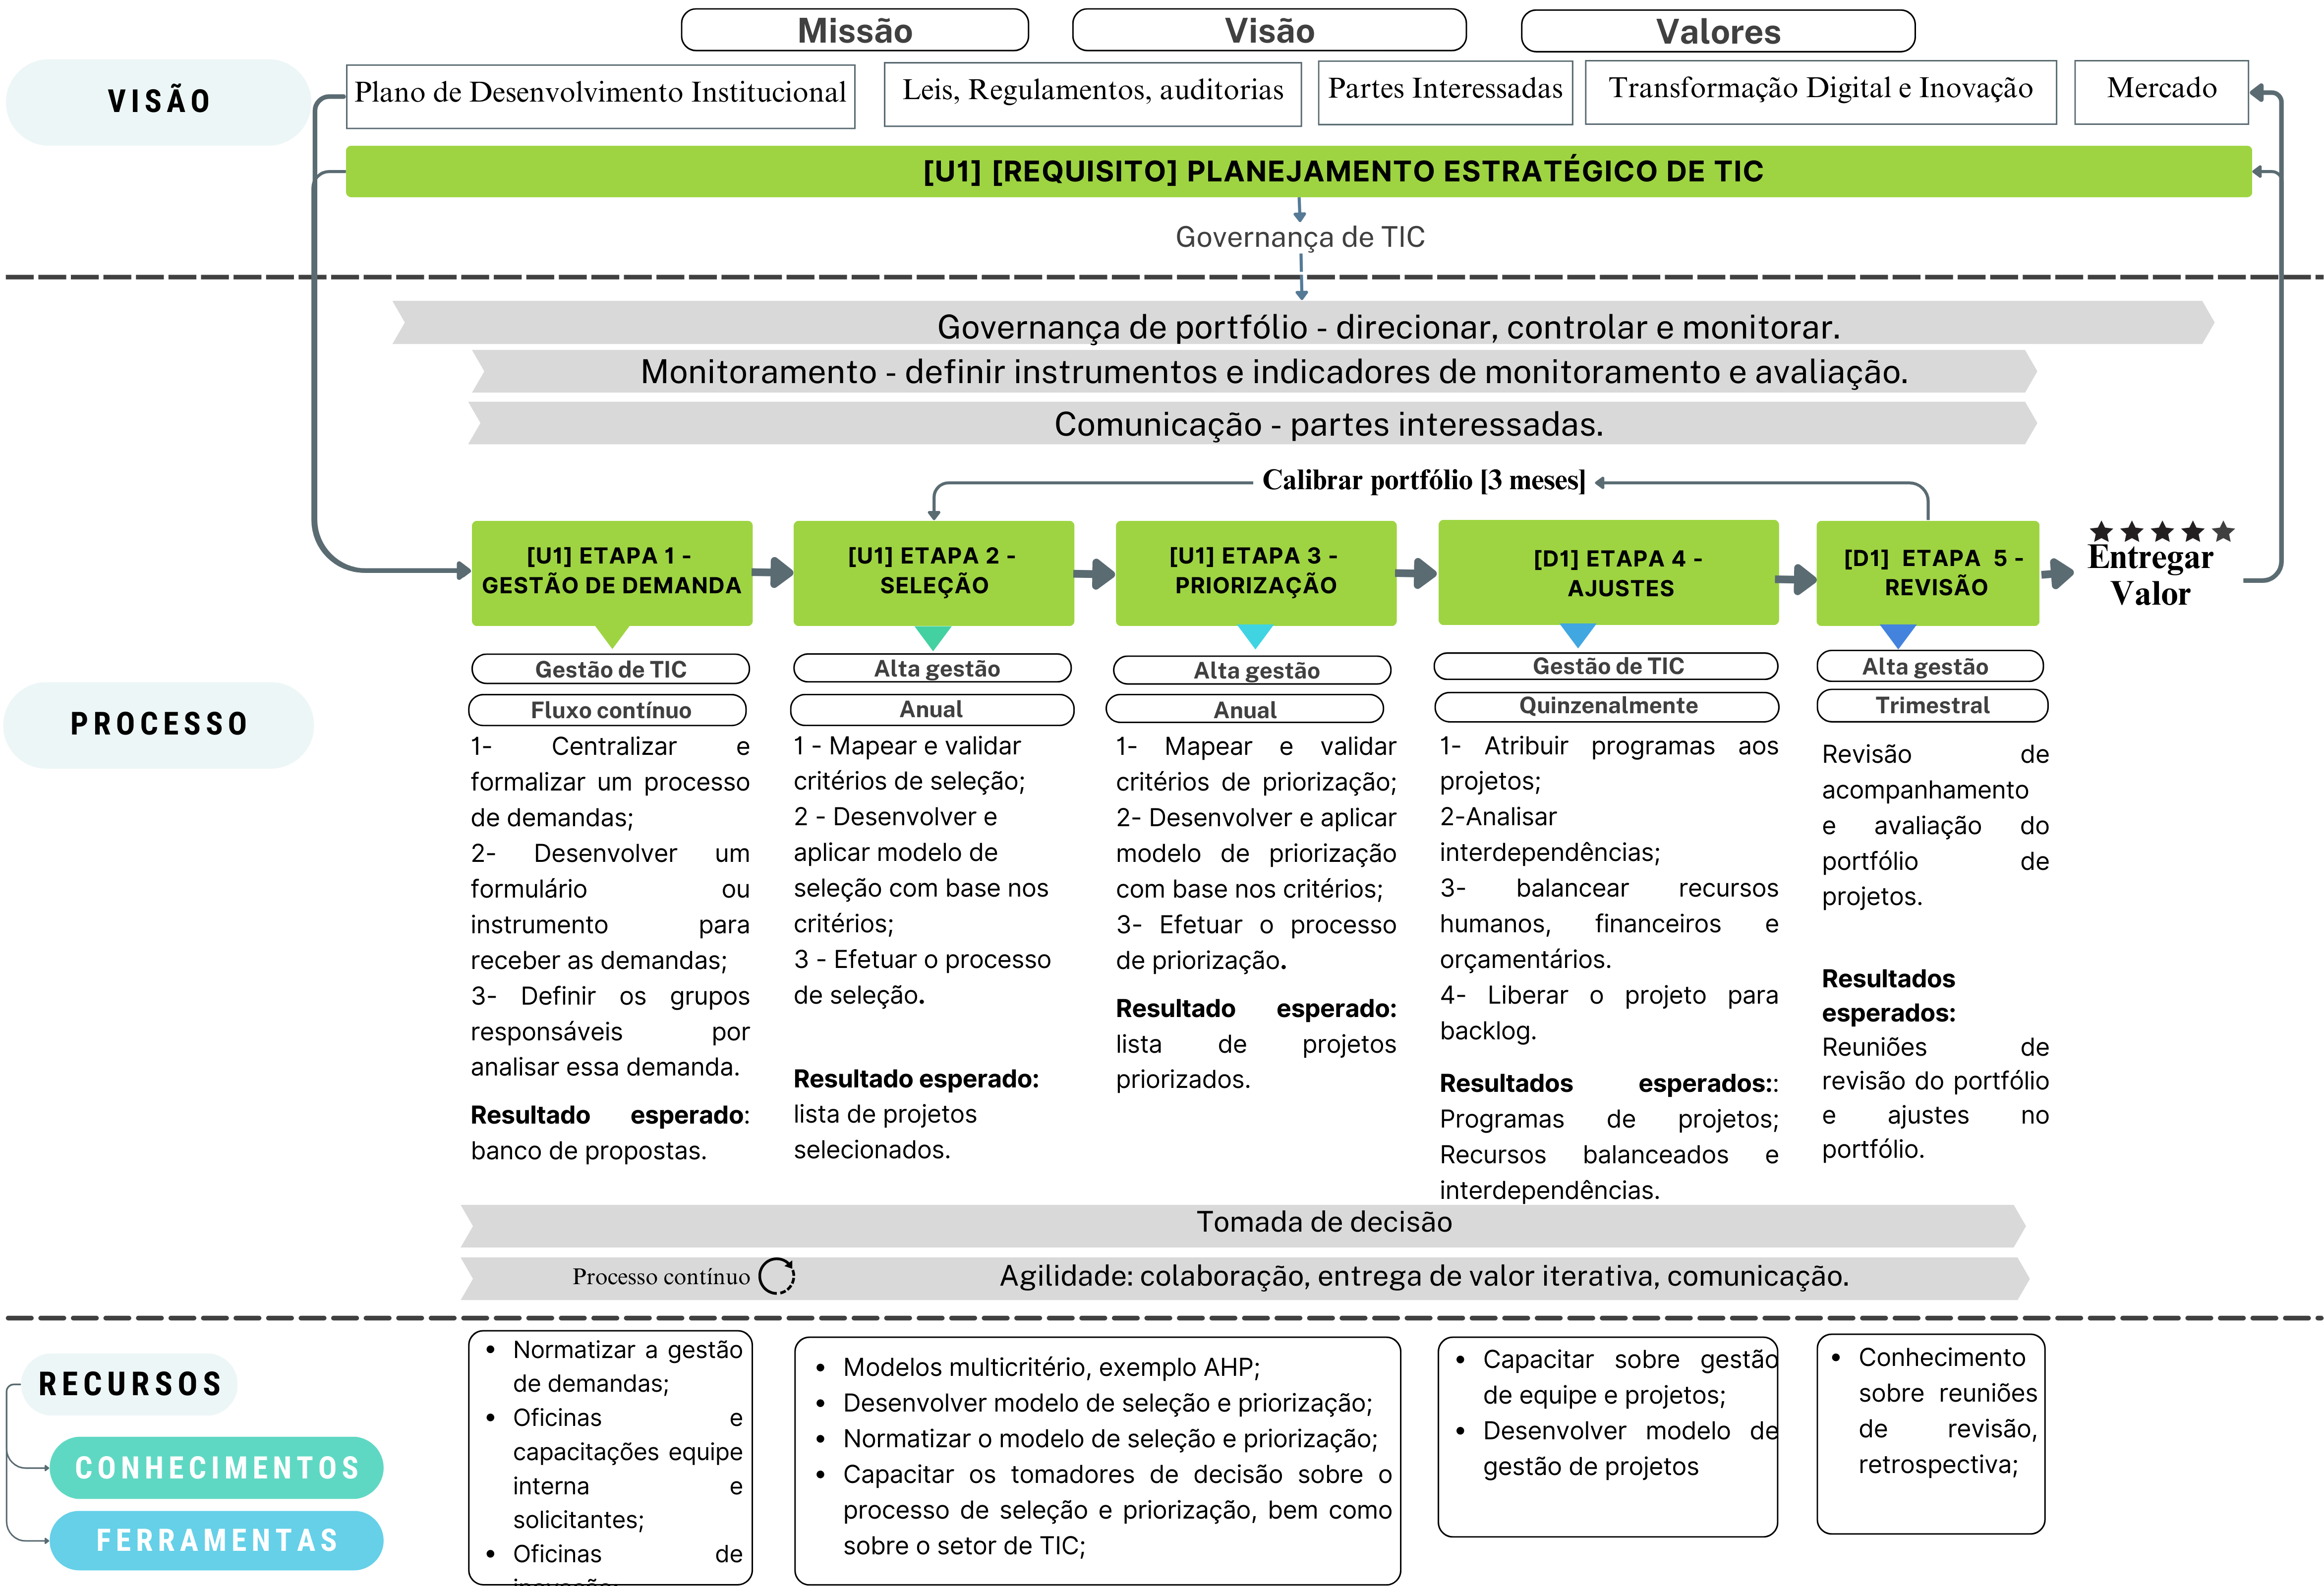 Missão
Visão
Valores
VISÃO
Plano de Desenvolvimento Institucional
Leis, Regulamentos, auditorias
Partes Interessadas
Transformação Digital e Inovação
Mercado
[U1] [REQUISITO] PLANEJAMENTO ESTRATÉGICO DE TIC
Governança de TIC
Governança de portfólio - direcionar, controlar e monitorar.
Monitoramento - definir instrumentos e indicadores de monitoramento e avaliação.
Comunicação - partes interessadas.
Calibrar portfólio [3 meses]
PROCESSO
[U1] ETAPA 1 -
GESTÃO DE DEMANDA
Gestão de TIC
Fluxo contínuo
1- Centralizar e
formalizar um processo
de demandas;
2- Desenvolver um
formulário ou
instrumento para
receber as demandas;
3- Definir os grupos
responsáveis por
analisar essa demanda.
Resultado esperado:
banco de propostas.
[U1] ETAPA 2 -
SELEÇÃO
Alta gestão
Anual
1 - Mapear e validar
critérios de seleção;
2 - Desenvolver e
aplicar modelo de
seleção com base nos
critérios;
3 - Efetuar o processo
de seleção.
Resultado esperado:
lista de projetos
selecionados.
[U1] ETAPA 3 -
PRIORIZAÇÃO
Alta gestão
Anual
1- Mapear e validar
critérios de priorização;
2- Desenvolver e aplicar
modelo de priorização
com base nos critérios;
3- Efetuar o processo
de priorização.
Resultado esperado:
lista de projetos
priorizados.
[D1] ETAPA 4 -
AJUSTES
Gestão de TIC
Quinzenalmente
1- Atribuir programas aos
projetos;
2-Analisar
interdependências;
3- balancear recursos
humanos, financeiros e
orçamentários.
4- Liberar o projeto para
backlog.
Resultados esperados::
Programas de projetos;
Recursos balanceados e
interdependências.
[D1] ETAPA 5 -
REVISÃO
Alta gestão
Trimestral
Revisão de
acompanhamento
e avaliação do
portfólio de
projetos.
Resultados
esperados:
Reuniões de
revisão do portfólio
e ajustes no
portfólio.
Entregar
Valor
Tomada de decisão
Processo contínuo
Agilidade: colaboração, entrega de valor iterativa, comunicação.
RECURSOS
CONHECIMENTOS
FERRAMENTAS
• Normatizar a gestão
de demandas;
• Oficinas e
capacitações equipe
interna e
solicitantes;
• Oficinas de
• Modelos multicritério, exemplo AHP;
• Desenvolver modelo de seleção e priorização;
• Normatizar o modelo de seleção e priorização;
• Capacitar os tomadores de decisão sobre o
processo de seleção e priorização, bem como
sobre o setor de TIC;
• Capacitar sobre gestão
de equipe e projetos;
• Desenvolver modelo de
gestão de projetos
• Conhecimento
sobre reuniões
de revisão,
retrospectiva;